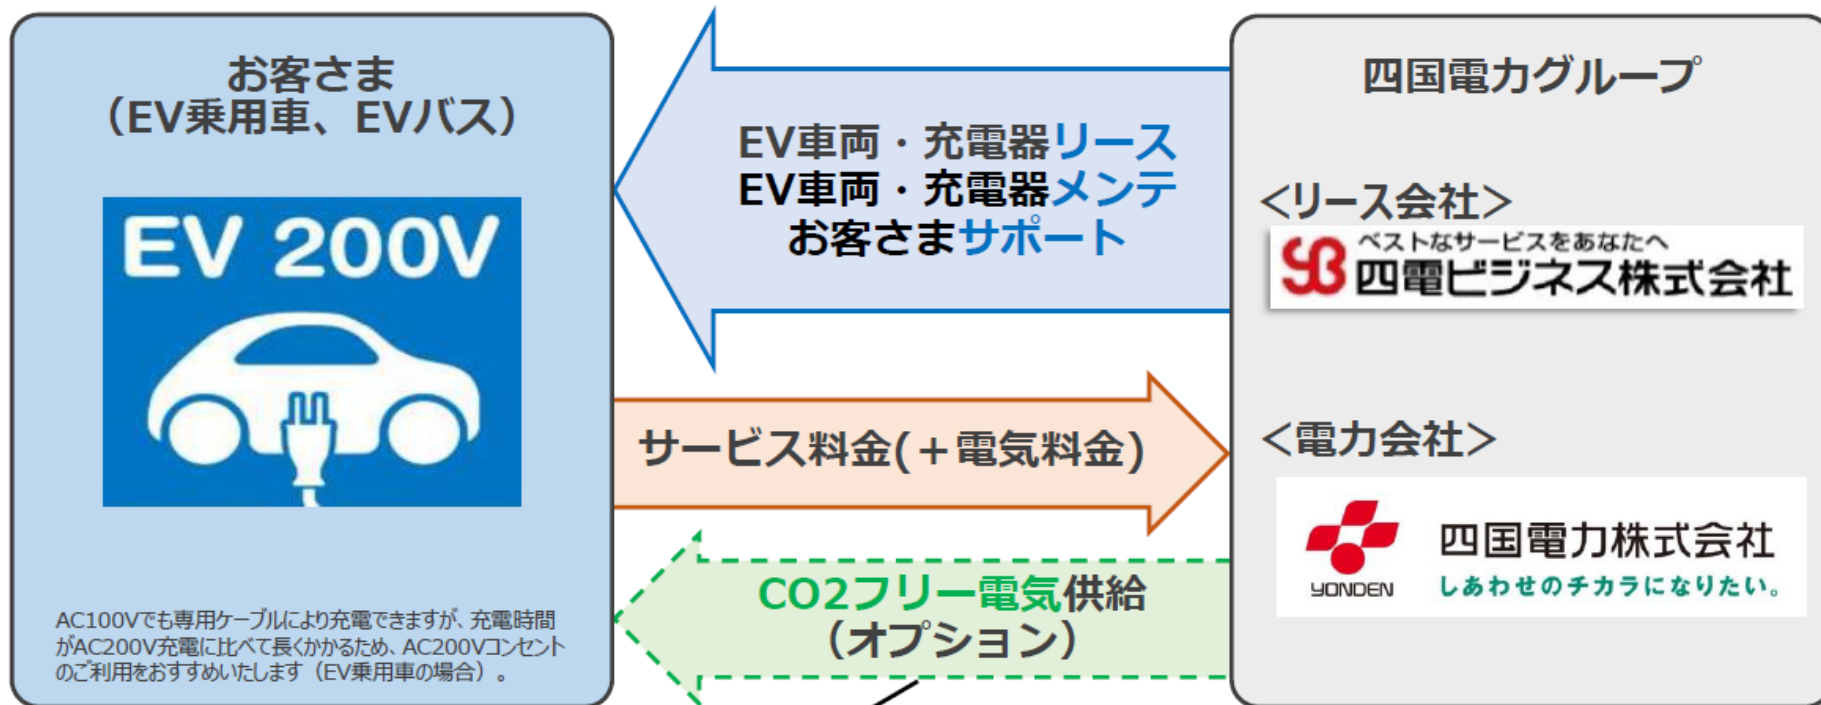 お客さま
（EV乗用車、EVバス）
EV 200V
AC100Vでも専用ケーブルにより充電できますが、充電時間
がAC200V充電に比べて長くかかるため、AC200Vコンセント
のご利用をおすすめいたします（EV乗用車の場合）。
EV車両・充電器リース
EV車両・充電器メンテ
お客さまサポート
サービス料金(＋電気料金)
CO2フリー電気供給
（オプション）
四国電力グループ
＜リース会社＞
ベストなサービスをあなたへ
四電ビジネス株式会社
＜電力会社＞
YONDEN
四国電力株式会社
しあわせのチカラになりたい。